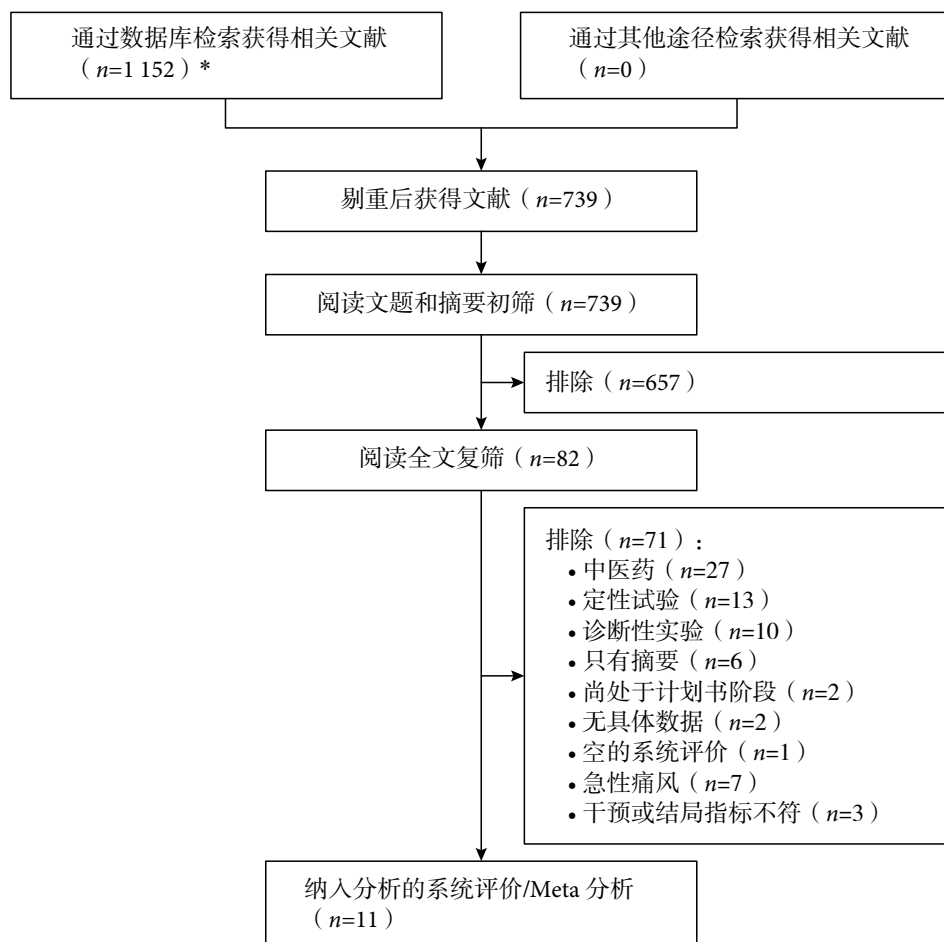 通过数据库检索获得相关文献
（n=1 152）*
通过其他途径检索获得相关文献
（n=0）
剔重后获得文献（n=739）
阅读文题和摘要初筛（n=739）
排除（n=657）
阅读全文复筛（n=82）
排除（n=71）：
• 中医药（n=27）
• 定性试验（n=13）
• 诊断性实验（n=10）
• 只有摘要（n=6）
• 尚处于计划书阶段（n=2）
• 无具体数据（n=2）
• 空的系统评价（n=1）
• 急性痛风（n=7）
• 干预或结局指标不符（n=3）
纳入分析的系统评价/Meta 分析
（n=11）